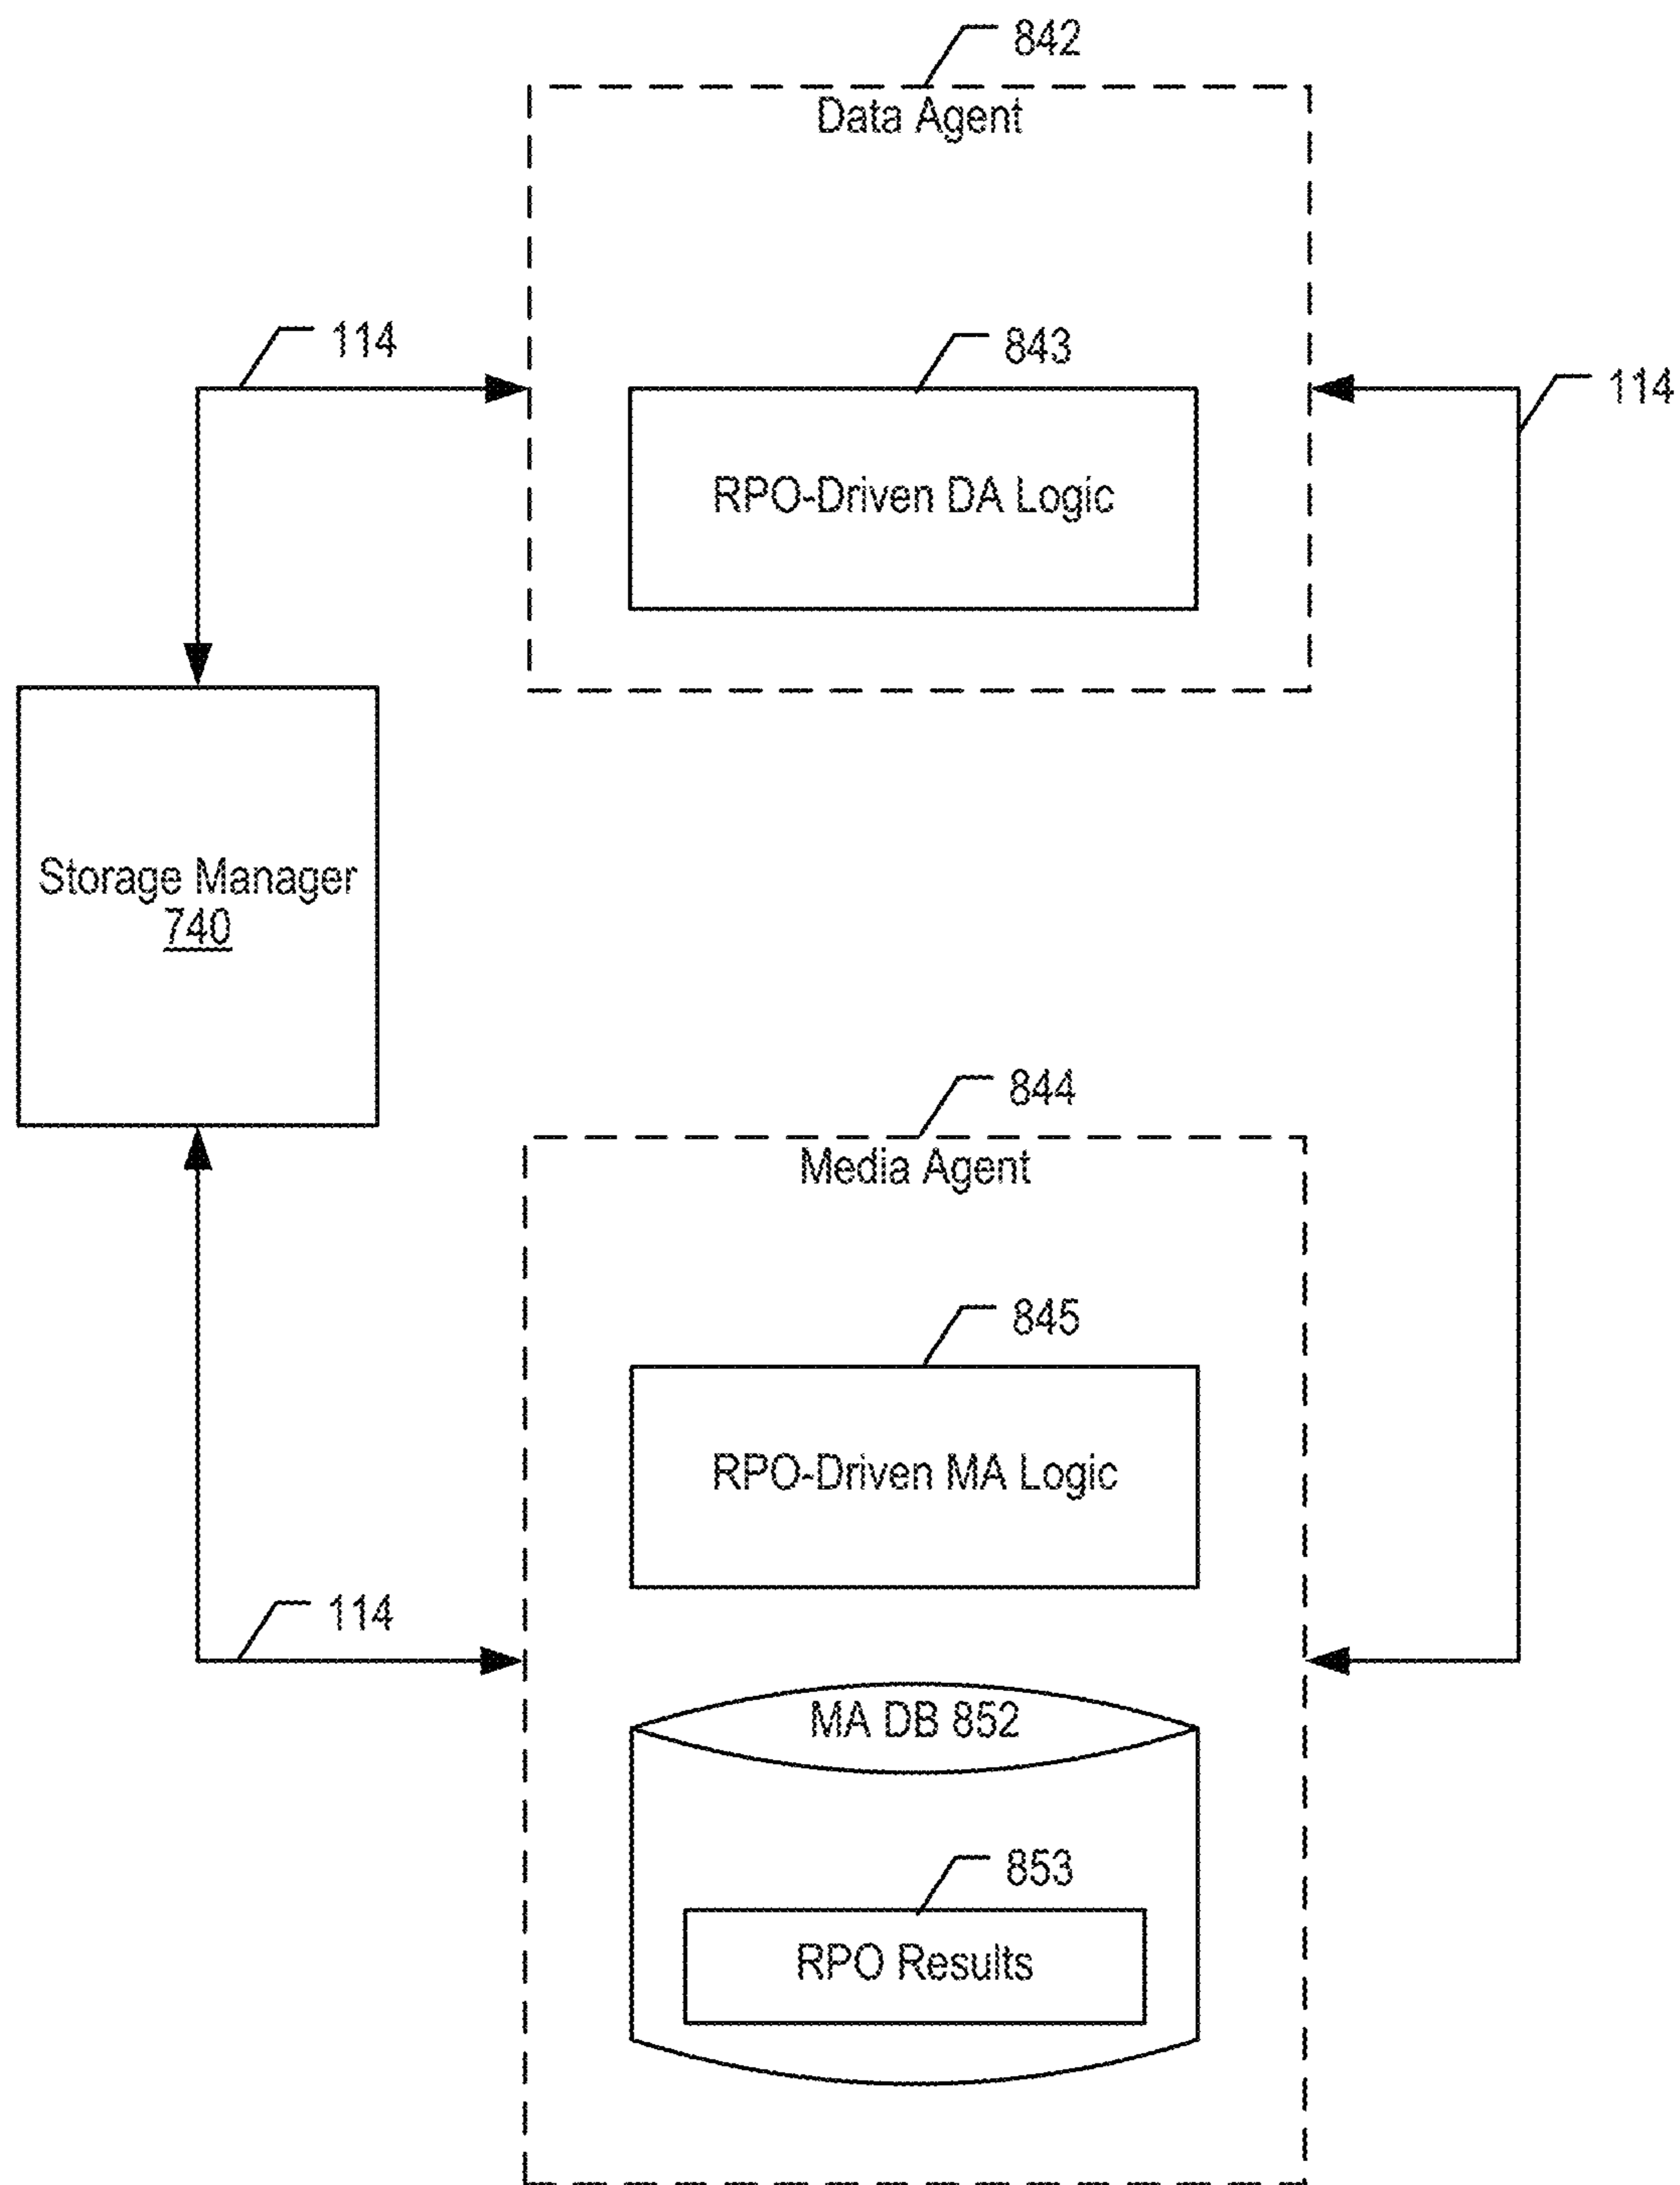 842
Data Agent
114
843
114
RPO-Driven DA Logic
Storage Manager
740
844
Media Agent
845
RPO-Driven MA Logic
114
MA DB 852
853
RPO Results